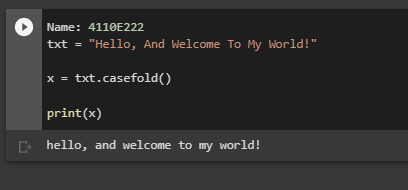 Name: 4110E222
txt = "Hello, And Welcome To My World!"
x = txt.casefold()
print(x)
hello, and welcome to my world!